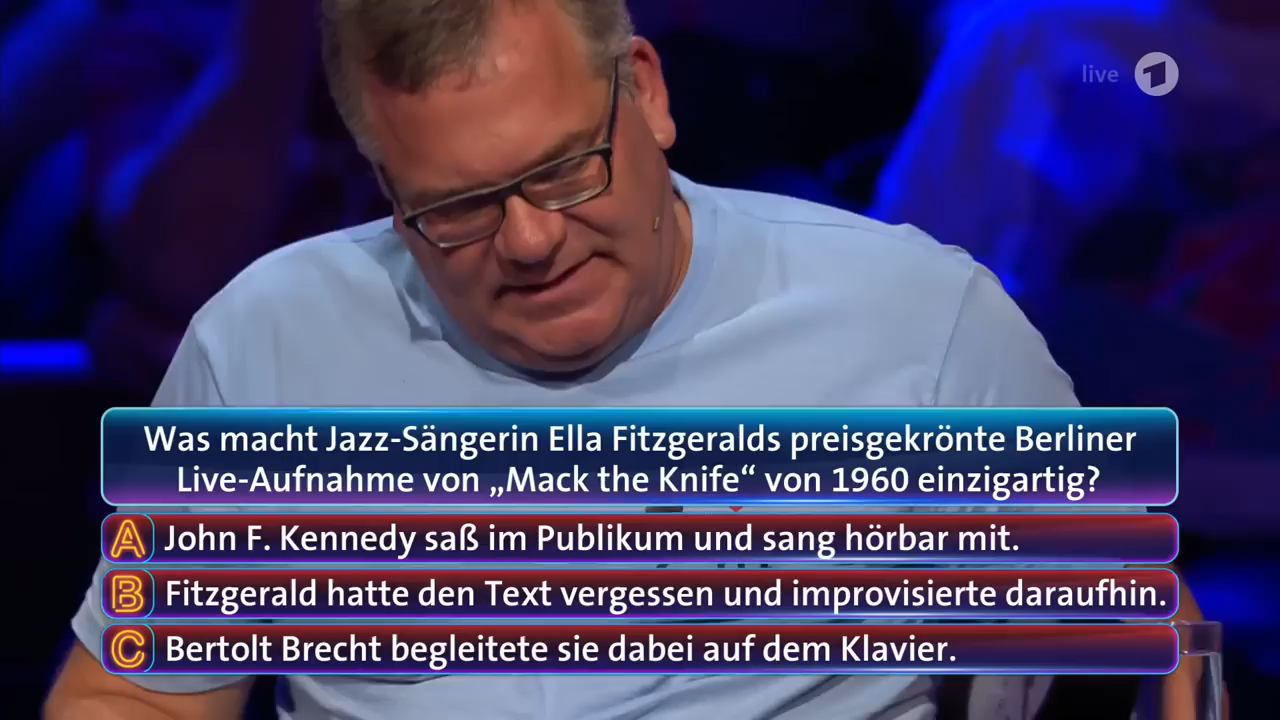 live 1
Was macht Jazz-Sängerin Ella Fitzgeralds preisgekrönte Berliner
Live-Aufnahme von „Mack the Knife“ von 1960 einzigartig?
A John F. Kennedy saß im Publikum und sang hörbar mit.
B Fitzgerald hatte den Text vergessen und improvisierte daraufhin.
C Bertolt Brecht begleitete sie dabei auf dem Klavier.